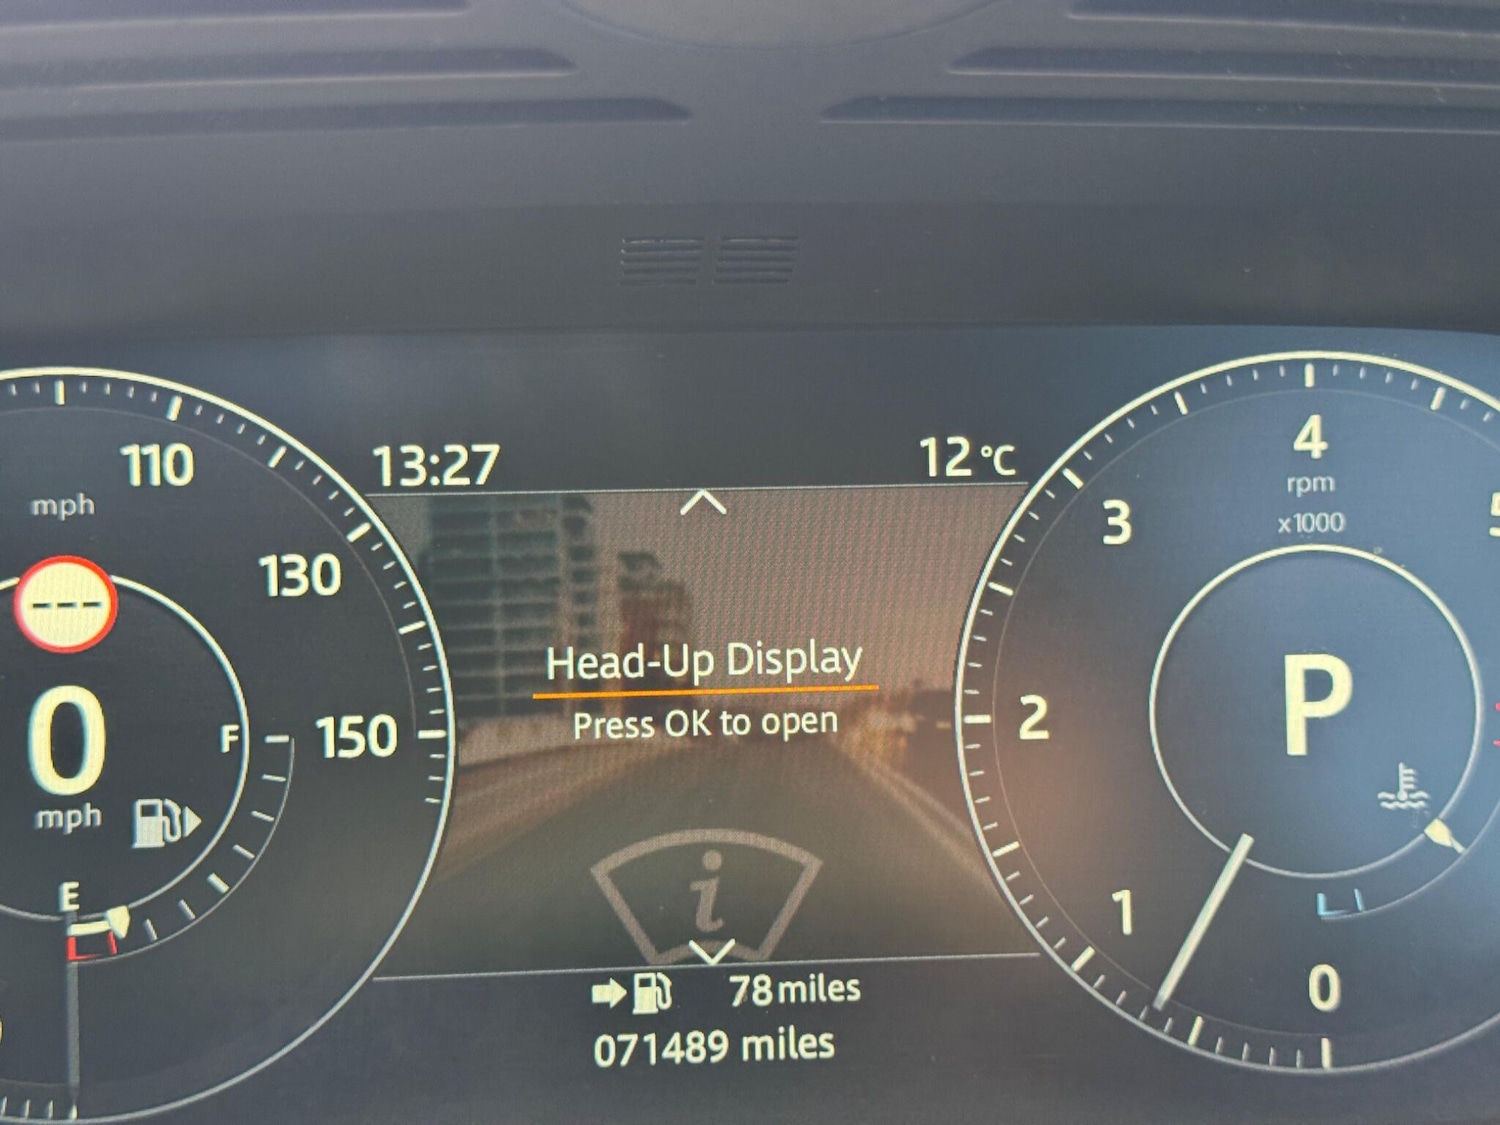 13:27
12 °C
110
mph
130
---
150
0
mph
F
E
Head-Up Display
Press OK to open
i
78 miles
071489 miles
4
rpm
x1000
3
5
2
P
1
0